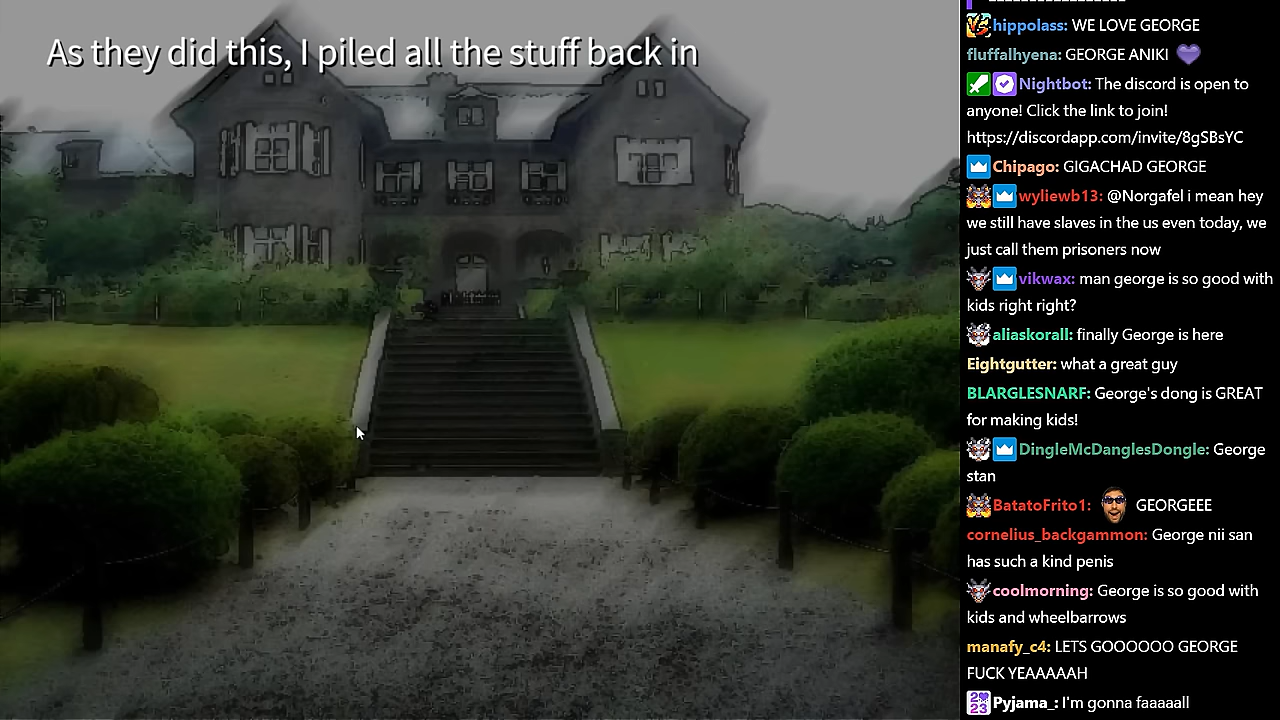 As they did this, I piled all the stuff back in
hippolass: WE LOVE GEORGE
fluffalhyena: GEORGE ANIKI
Nightbot: The discord is open to
anyone! Click the link to join!
https://discordapp.com/invite/8gSBsYC
Chipago: GIGACHAD GEORGE
wyliewb13: @Norgafel i mean hey
we still have slaves in the us even today, we
just call them prisoners now
vikwax: man george is so good with
kids right right?
aliaskorall: finally George is here
Eightgutter: what a great guy
BLARGLESNARF: George's dong is GREAT
for making kids!
DingleMcDanglesDongle: George
stan
BatatoFrito1: GEORGEEE
cornelius_backgammon: George nii san
has such a kind penis
coolmorning: George is so good with
kids and wheelbarrows
manafy_c4: LETS GOOOOOO GEORGE
FUCK YEAAAAAH
Pyjama_: I'm gonna faaaaall